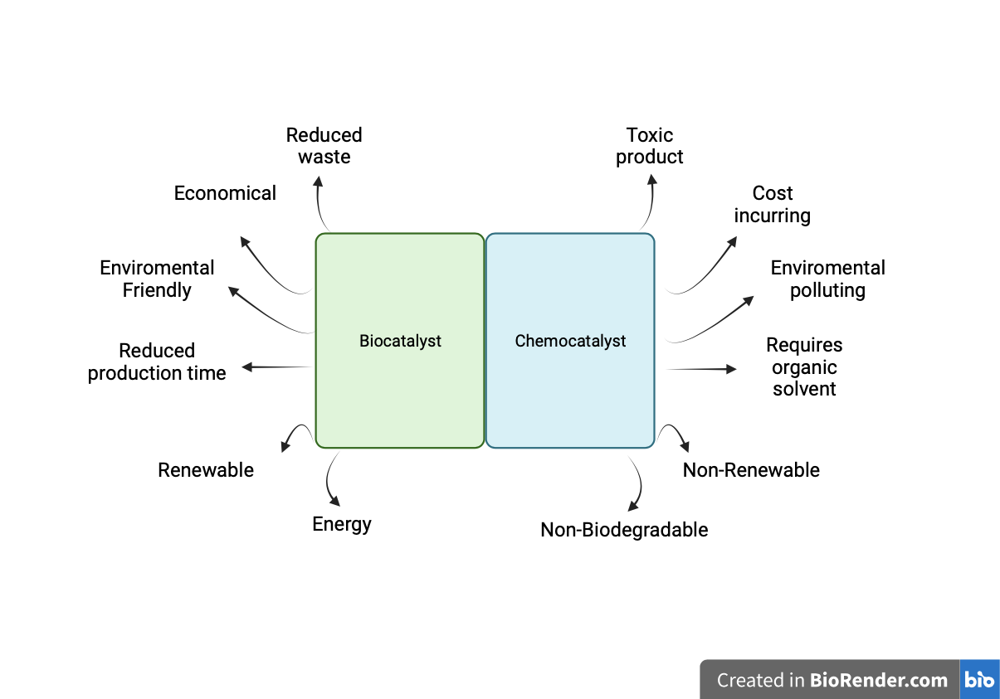 Reduced
waste
Economical
Enviromental
Friendly
Reduced
production time
Renewable
Energy
Biocatalyst
Chemocatalyst
Toxic
product
Cost
incurring
Enviromental
polluting
Requires
organic
solvent
Non-Renewable
Non-Biodegradable
Created in BioRender.com bio